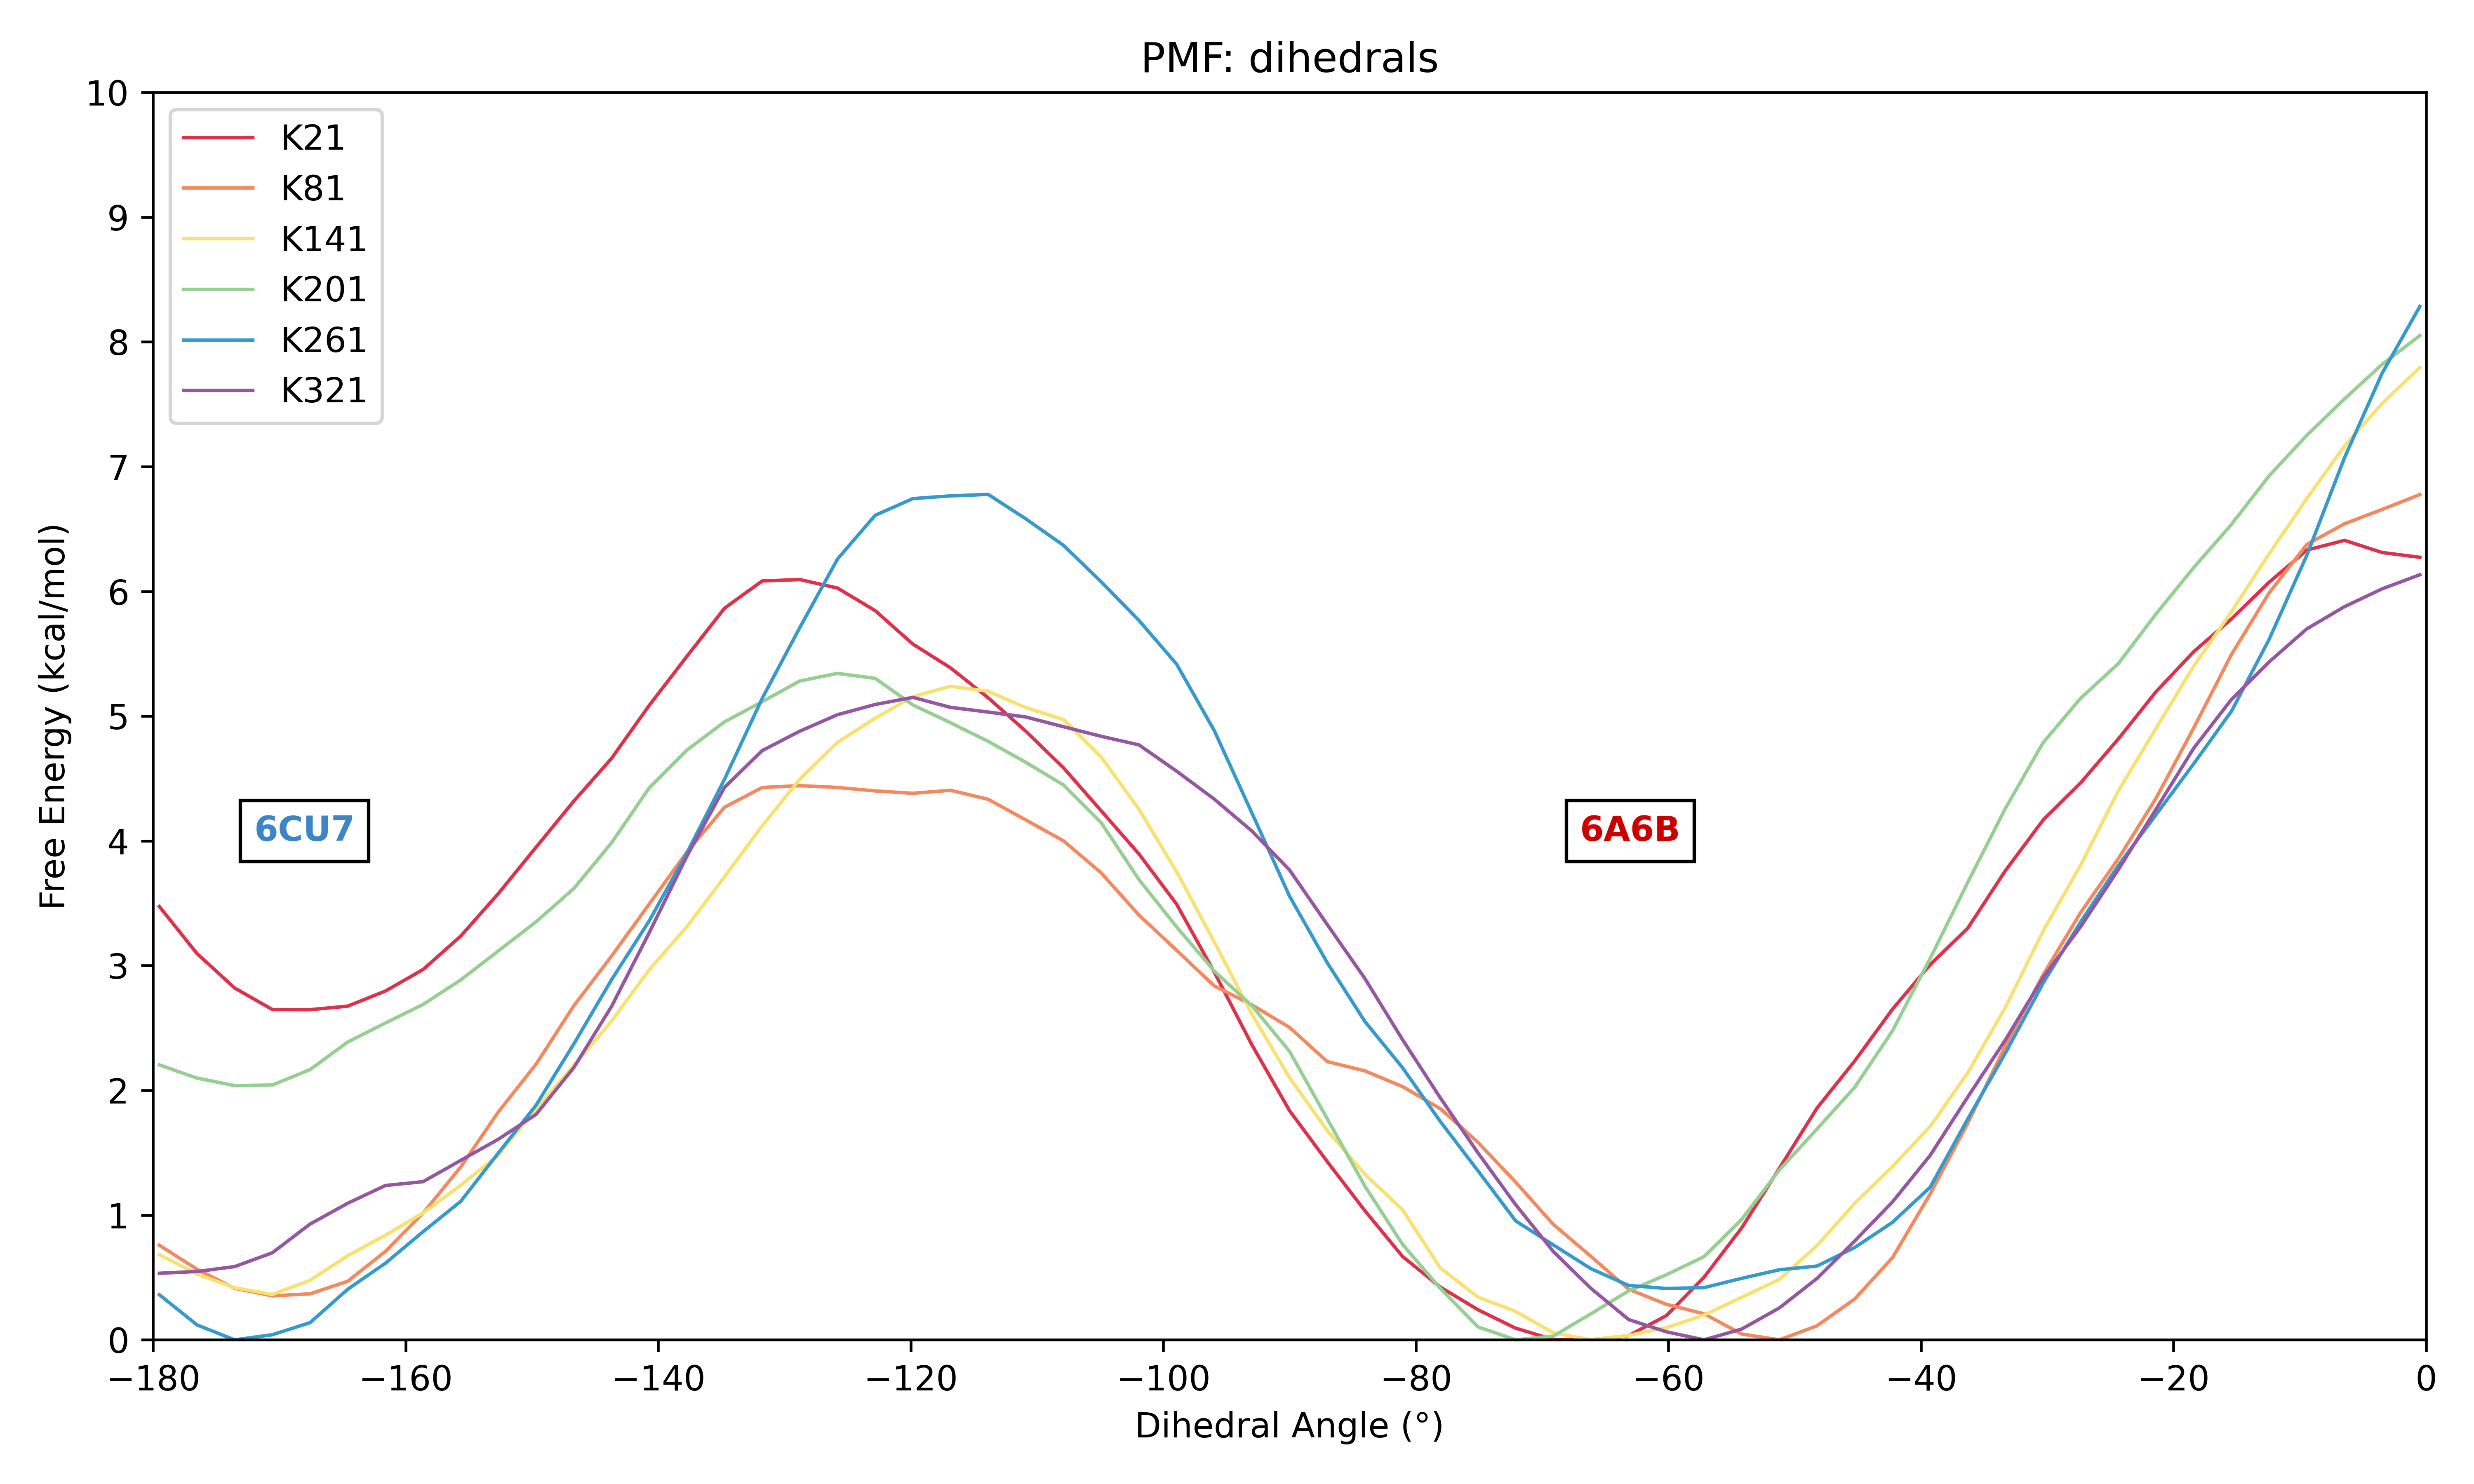 PMF: dihedrals
Free Energy (kcal/mol)
10
9
8
7
6
5
4
3
2
1
0
K21
K81
K141
K201
K261
K321
6CU7
6A6B
−180
−160
−140
−120
−100
−80
−60
−40
−20
0
Dihedral Angle (°)